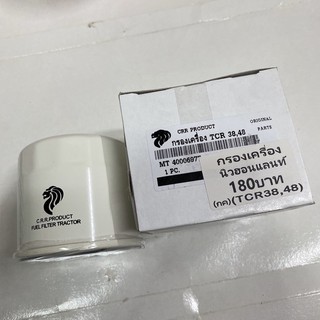 CRR PRODUCT
ORIGINAL
PARTS
กรองเครื่อง TCR 38,48
1 PC.
กรองเครื่อง
นิวฮอนแลนท์
180บาท
(กค)(TCR38,48)
C.R.R.PRODUCT
FUEL FILTER TRACTOR